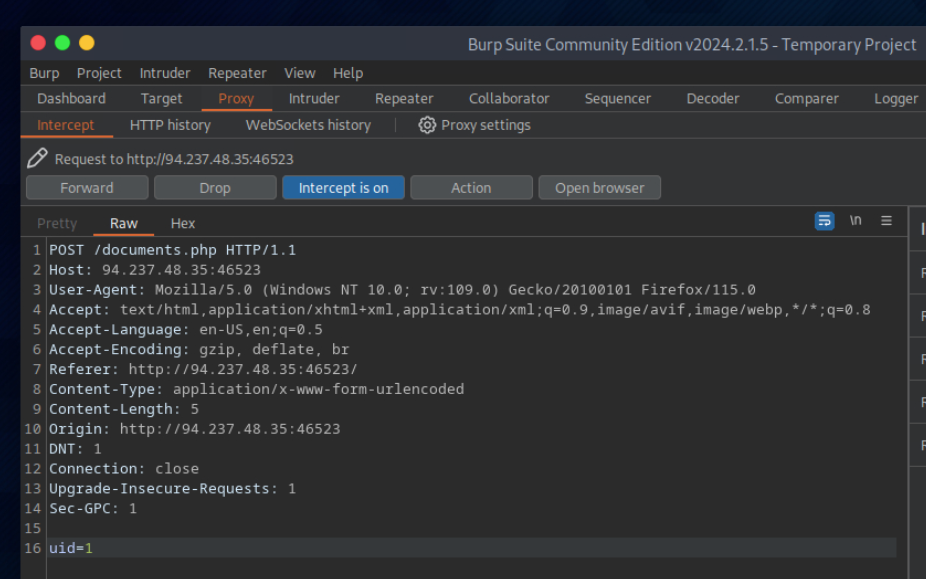 Burp Suite Community Edition v2024.2.1.5 - Temporary Project
Burp Project Intruder Repeater View Help
Dashboard Target Proxy Intruder Repeater Collaborator Sequencer Decoder Comparer Logger
Intercept HTTP history WebSockets history Proxy settings
Request to http://94.237.48.35:46523
Forward Drop Intercept is on Action Open browser
Pretty Raw Hex \n
1 POST /documents.php HTTP/1.1
2 Host: 94.237.48.35:46523
3 User-Agent: Mozilla/5.0 (Windows NT 10.0; rv:109.0) Gecko/20100101 Firefox/115.0
4 Accept: text/html,application/xhtml+xml,application/xml;q=0.9,image/avif,image/webp,*/*;q=0.8
5 Accept-Language: en-US,en;q=0.5
6 Accept-Encoding: gzip, deflate, br
7 Referer: http://94.237.48.35:46523/
8 Content-Type: application/x-www-form-urlencoded
9 Content-Length: 5
10 Origin: http://94.237.48.35:46523
11 DNT: 1
12 Connection: close
13 Upgrade-Insecure-Requests: 1
14 Sec-GPC: 1
15
16 uid=1